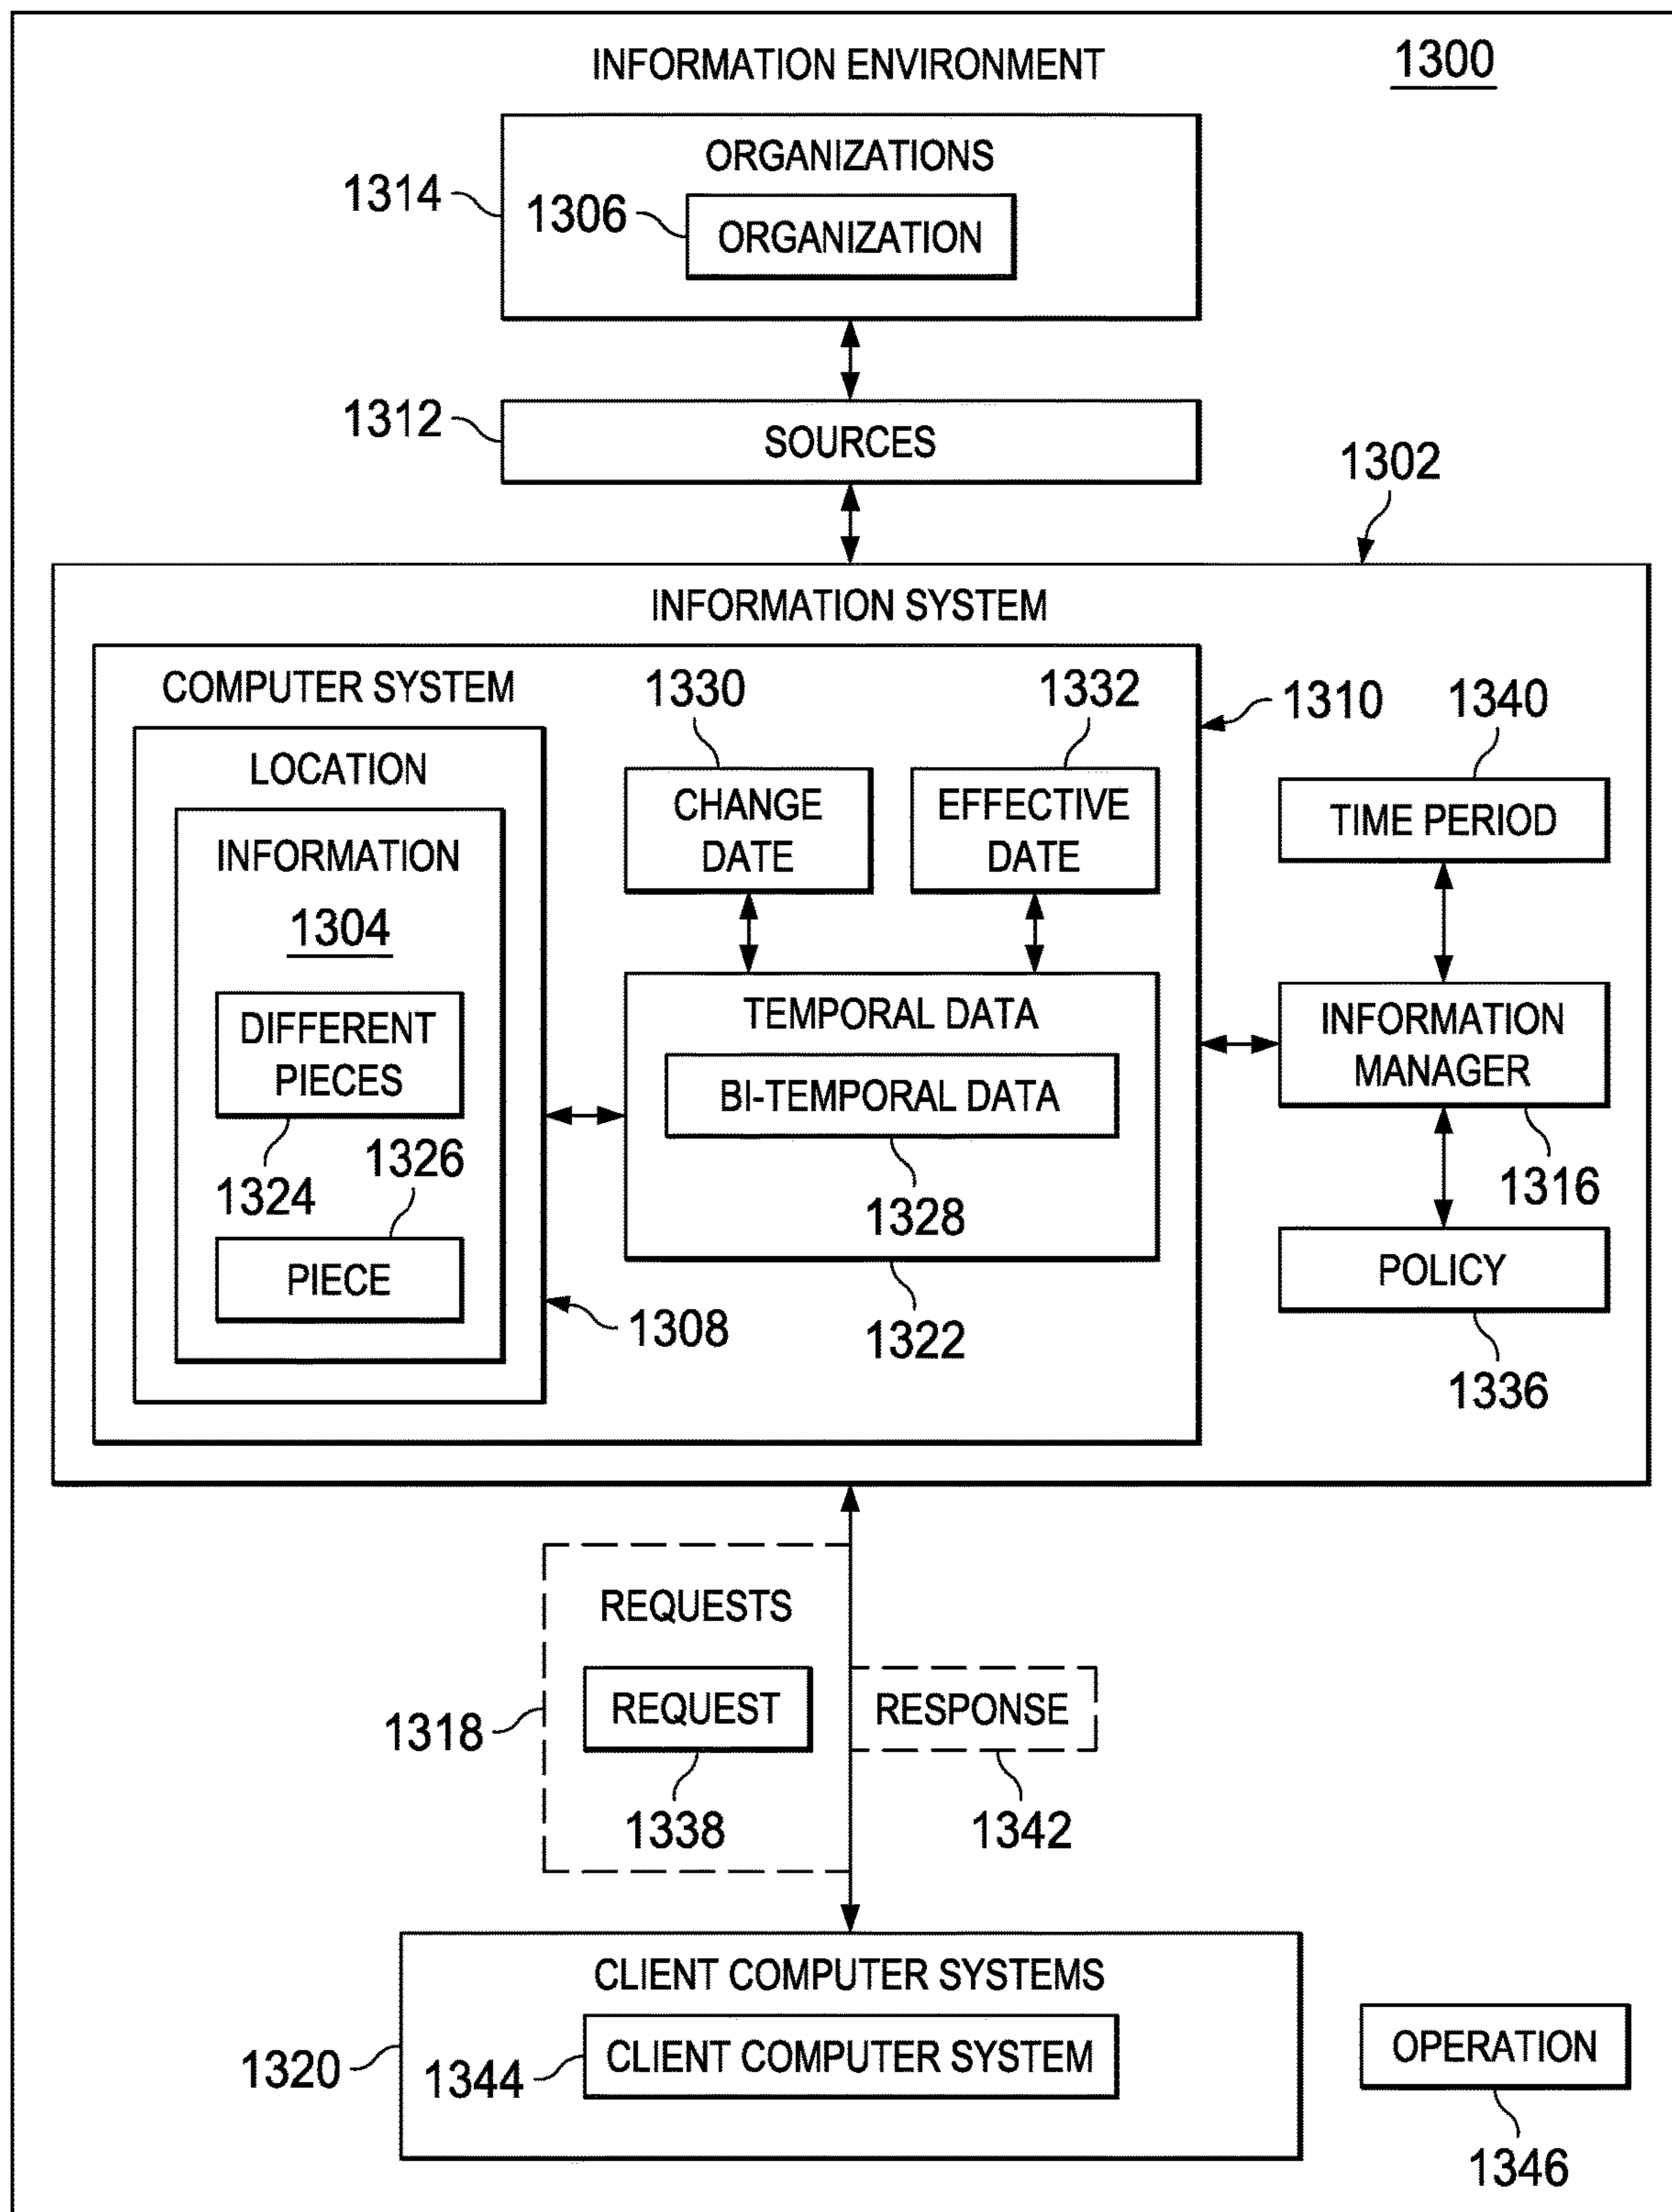 INFORMATION ENVIRONMENT
1300
ORGANIZATIONS
1314
1306
ORGANIZATION
1312
SOURCES
1302
INFORMATION SYSTEM
COMPUTER SYSTEM
1330
1332
1310
1340
LOCATION
CHANGE
DATE
EFFECTIVE
DATE
TIME PERIOD
INFORMATION
1304
DIFFERENT
PIECES
TEMPORAL DATA
BI-TEMPORAL DATA
INFORMATION
MANAGER
1324
1326
1328
1316
PIECE
POLICY
1308
1322
1336
REQUESTS
1318
REQUEST
RESPONSE
1338
1342
CLIENT COMPUTER SYSTEMS
1320
1344
CLIENT COMPUTER SYSTEM
OPERATION
1346